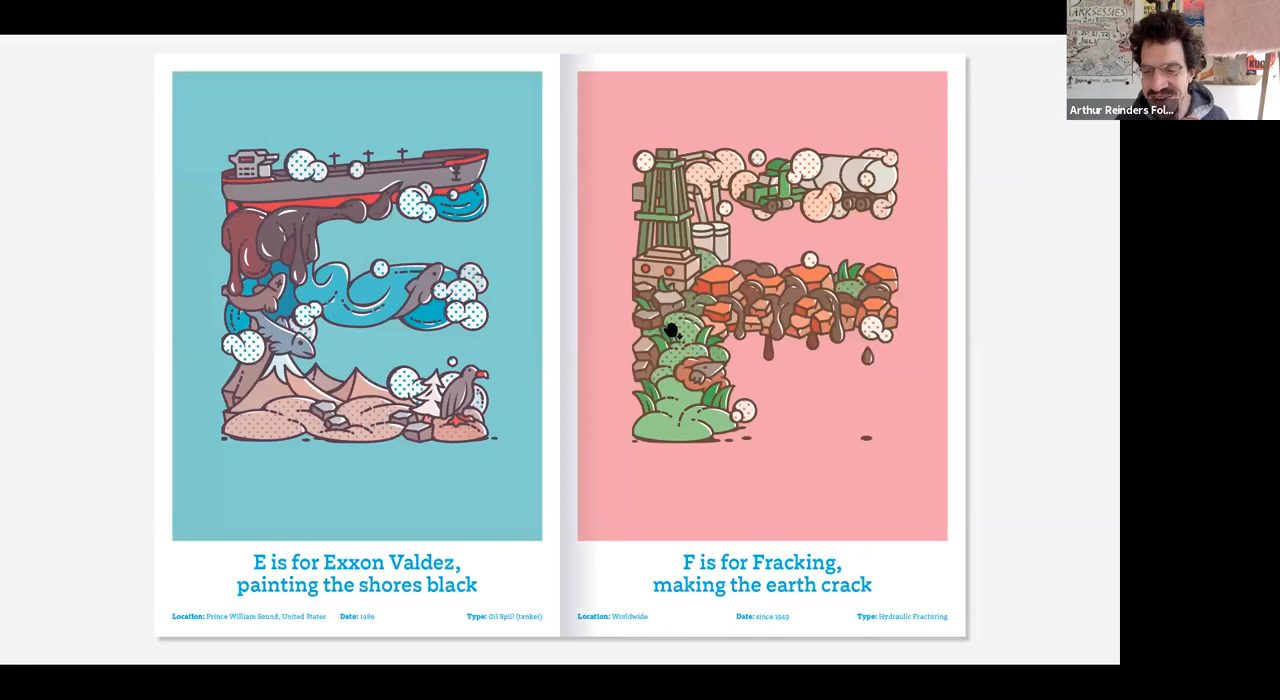 E is for Exxon Valdez,
painting the shores black
Location: Prince William Sound, United States Date: 1989 Type: Oil Spill (tanker)
F is for Fracking,
making the earth crack
Location: Worldwide Date: since 1949 Type: Hydraulic Fracturing
Arthur Reinders Fol...